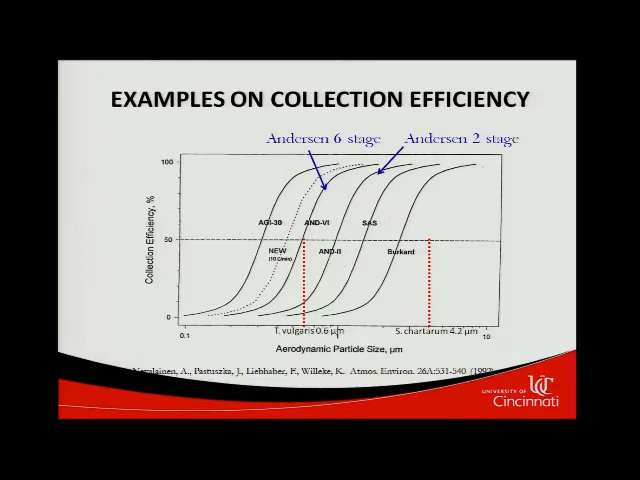 EXAMPLES ON COLLECTION EFFICIENCY
Andersen 6-stage
Andersen 2-stage
100
50
0
Collection Efficiency, %
AGI-30
AND-VI
SAS
NEW
(10 L/min)
AND-II
Burkard
T. vulgaris 0.6 µm
S. chartarum 4.2 µm
0.1
1
10
Aerodynamic Particle Size, µm
A., Pastuszka, J., Liebhaber, F., Willeke, K. Atmos. Environ. 26A:531-540 (1992)
UNIVERSITY OF
UC
Cincinnati